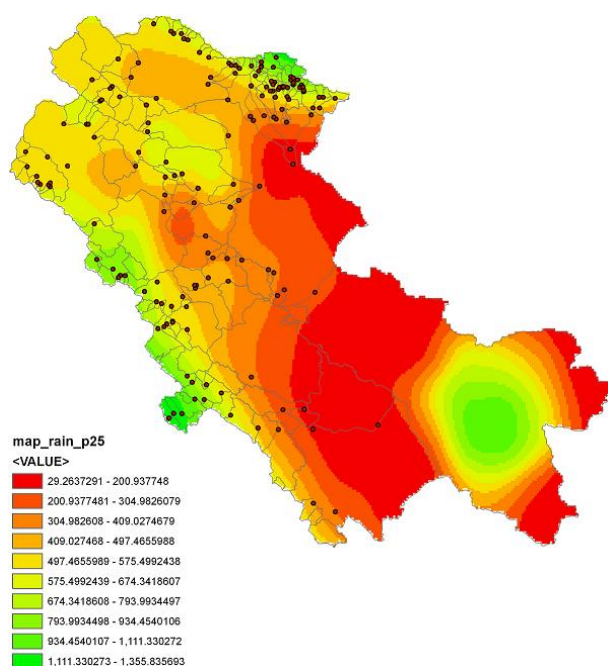 map_rain_p25
<VALUE>
29.2637291 - 200.937748
200.9377481 - 304.9826079
304.982608 - 409.0274679
409.027468 - 497.4655988
497.4655989 - 575.4992438
575.4992439 - 674.3418607
674.3418608 - 793.9934497
793.9934498 - 934.4540106
934.4540107 - 1,111.330272
1,111.330273 - 1,355.835693